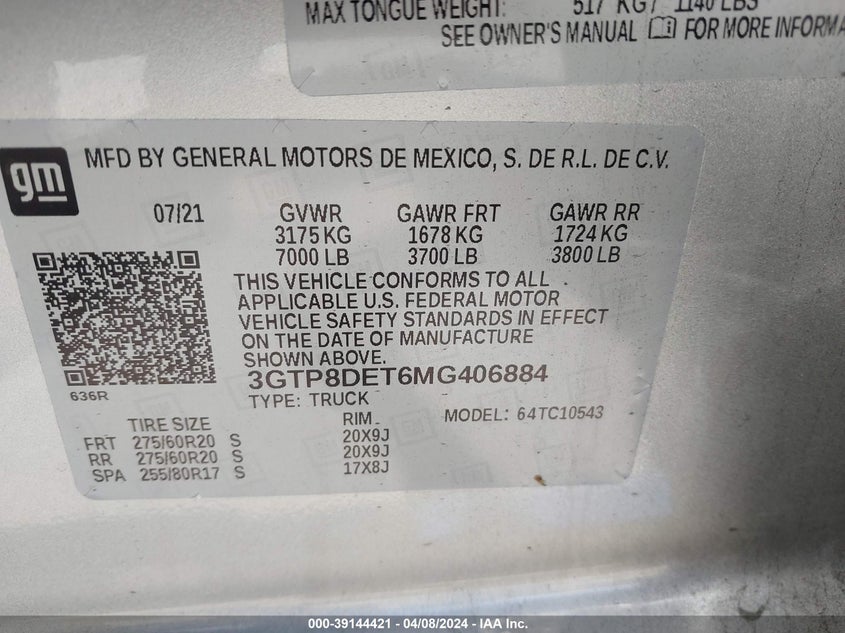 MAX TONGUE WEIGHT: 517 KG / 1140 LBS
SEE OWNER'S MANUAL FOR MORE INFORMA
gm
MFD BY GENERAL MOTORS DE MEXICO, S. DE R.L. DE C.V.
07/21 GVWR GAWR FRT GAWR RR
3175 KG 1678 KG 1724 KG
7000 LB 3700 LB 3800 LB
THIS VEHICLE CONFORMS TO ALL
APPLICABLE U.S. FEDERAL MOTOR
VEHICLE SAFETY STANDARDS IN EFFECT
ON THE DATE OF MANUFACTURE
SHOWN ABOVE.
3GTP8DET6MG406884
636R
TYPE: TRUCK MODEL: 64TC10543
TIRE SIZE RIM
FRT 275/60R20 S 20X9J
RR 275/60R20 S 20X9J
SPA 255/80R17 S 17X8J
000-39144421 | 04/08/2024 - IAA Inc.